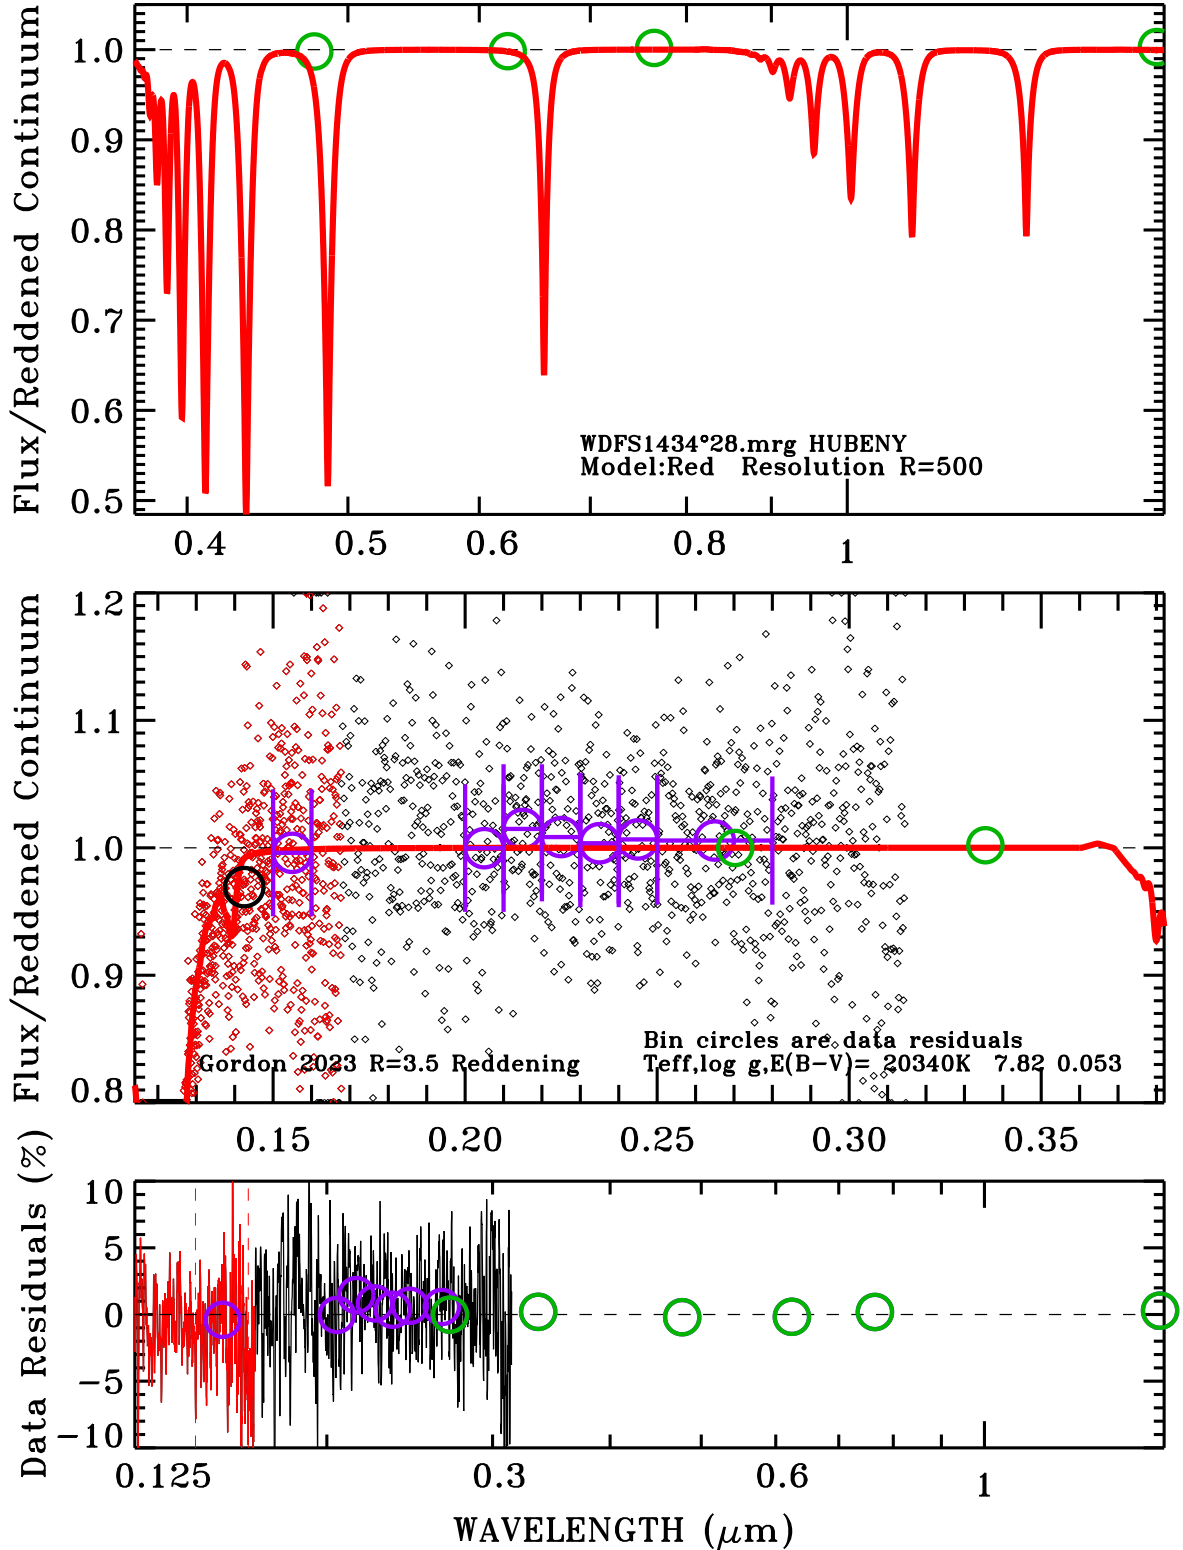 Flux/Reddened Continuum
1.0
0.9
0.8
0.7
0.6
0.5
WDFS1434°28.mrg HUBENY
Model:Red Resolution R=500
0.4 0.5 0.6 0.8 1
Flux/Reddened Continuum
1.2
1.1
1.0
0.9
0.8
Bin circles are data residuals
Gordon 2023 R=3.5 Reddening
Teff,log g,E(B−V)= 20340K 7.82 0.053
0.15 0.20 0.25 0.30 0.35
Data Residuals (%)
10
5
0
−5
−10
0.125 0.3 0.6 1
WAVELENGTH (μm)